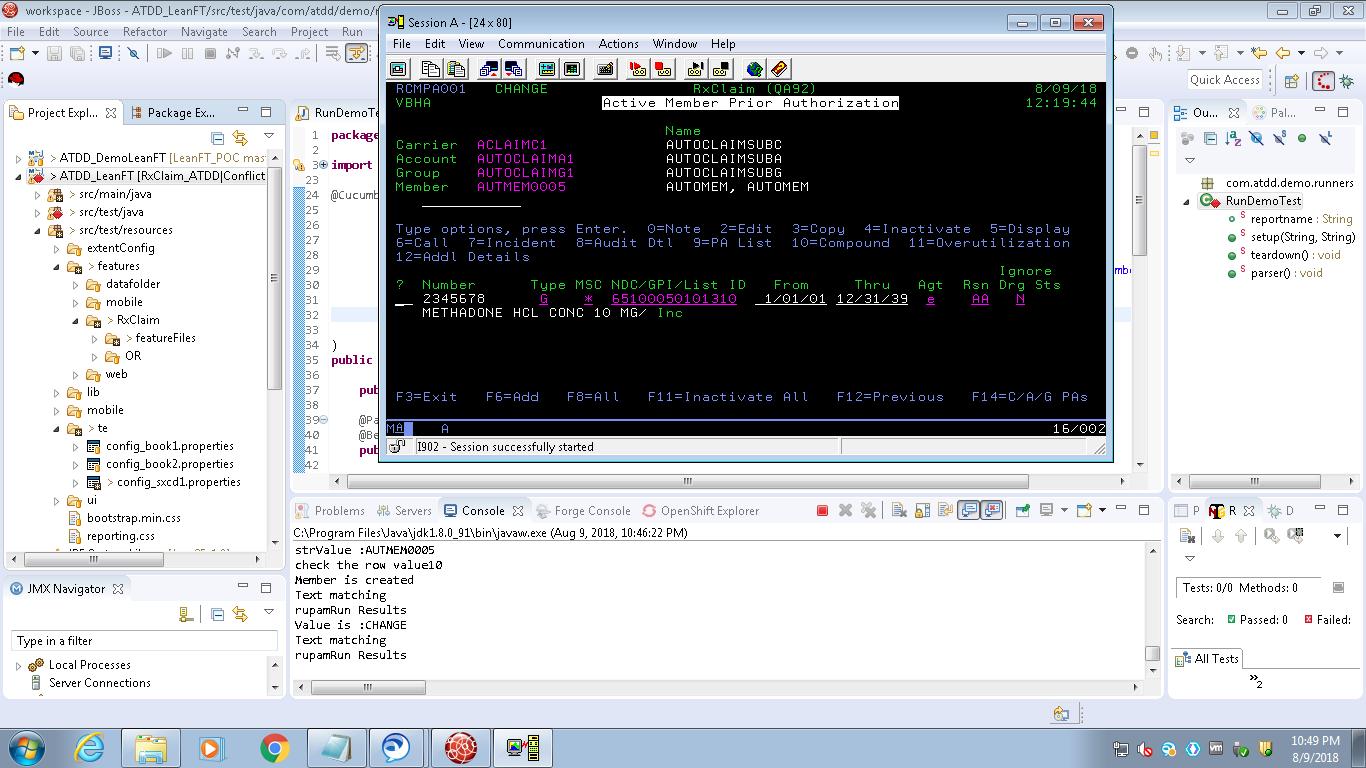 workspace - JBoss - ATDD_LeanFT/src/test/java/com/atdd/demo/
File Edit Source Refactor Navigate Search Project Run
Quick Access
Session A - [24 x 80]
File Edit View Communication Actions Window Help
RCMPA001 CHANGE RxClaim (QA92) 8/09/18
VBHA Active Member Prior Authorization 12:19:44
Name
Carrier ACLAIMC1 AUTOCLAIMSUBC
Account AUTOCLAIMA1 AUTOCLAIMSUBA
Group AUTOCLAIMG1 AUTOCLAIMSUBG
Member AUTMEM0005 AUTOMEM, AUTOMEM
Type options, press Enter. 0=Note 2=Edit 3=Copy 4=Inactivate 5=Display
6=Call 7=Incident 8=Audit Dtl 9=PA List 10=Compound 11=Overutilization
12=Addl Details
Ignore
? Number Type MSC NDC/GPI/List ID From Thru Agt Rsn Drg Sts
2345678 G * 65100050101310 1/01/01 12/31/39 e AA N
METHADONE HCL CONC 10 MG/ Inc
F3=Exit F6=Add F8=All F11=Inactivate All F12=Previous F14=C/A/G PAs
MA A 16/002
I902 - Session successfully started
Project Expl... Package Ex...
> ATDD_DemoLeanFT [LeanFT_POC mas
> ATDD_LeanFT [RxClaim_ATDD|Conflict
> src/main/java
> src/test/java
> src/test/resources
extentConfig
> features
datafolder
mobile
> RxClaim
> featureFiles
OR
> web
lib
mobile
> te
config_book1.properties
config_book2.properties
> config_sxcd1.properties
ui
bootstrap.min.css
reporting.css
RunDemoTe
1 package
2
3 import
23
24 @Cucumb
25
26
27
28
29
30
31
32
33
34 )
35 public
36
37 pub
38
39 @Pa
40 @Be
41 pub
42
Ou... Pal...
com.atdd.demo.runners
RunDemoTest
reportname : String
setup(String, String)
teardown() : void
parser() : void
Problems Servers Console Forge Console OpenShift Explorer
C:\Program Files\Java\jdk1.8.0_91\bin\javaw.exe (Aug 9, 2018, 10:46:22 PM)
strValue :AUTMEM0005
check the row value10
Member is created
Text matching
rupamRun Results
Value is :CHANGE
Text matching
rupamRun Results
JMX Navigator
Type in a filter
Local Processes
Server Connections
P R D
Tests: 0/0 Methods: 0
Search: Passed: 0 Failed:
All Tests
»2
10:49 PM
8/9/2018